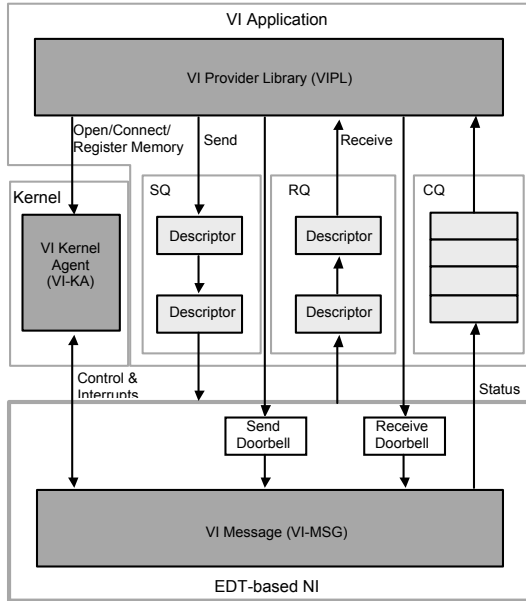 VI Application
VI Provider Library (VIPL)
Open/Connect/
Register Memory
Send
Receive
Kernel
SQ
RQ
CQ
VI Kernel
Agent
(VI-KA)
Descriptor
Descriptor
Descriptor
Descriptor
Control &
Interrupts
Status
Send
Doorbell
Receive
Doorbell
VI Message (VI-MSG)
EDT-based NI